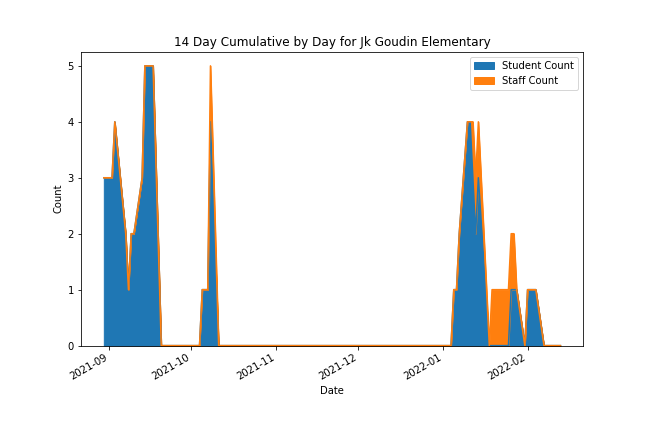 14 Day Cumulative by Day for Jk Goudin Elementary
Student Count
Staff Count
Count
5
4
3
2
1
0
2021-09
2021-10
2021-11
2021-12
2022-01
2022-02
Date